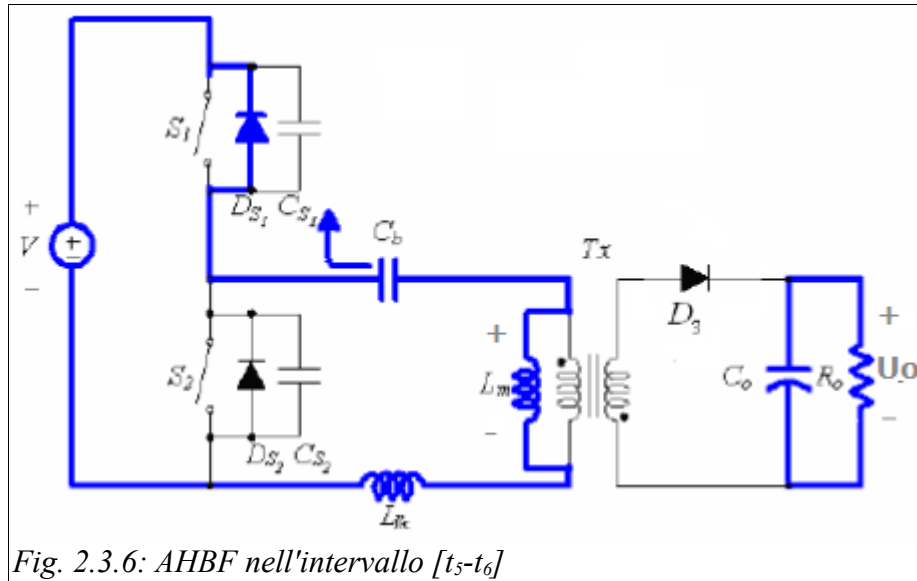 S1
DS1
CS1
Cb
Tx
+
V
+
-
-
D3
+
Lm
-
Co
Ro
+
Uo
-
S2
DS2
CS2
Llk
Fig. 2.3.6: AHBF nell'intervallo [t5-t6]